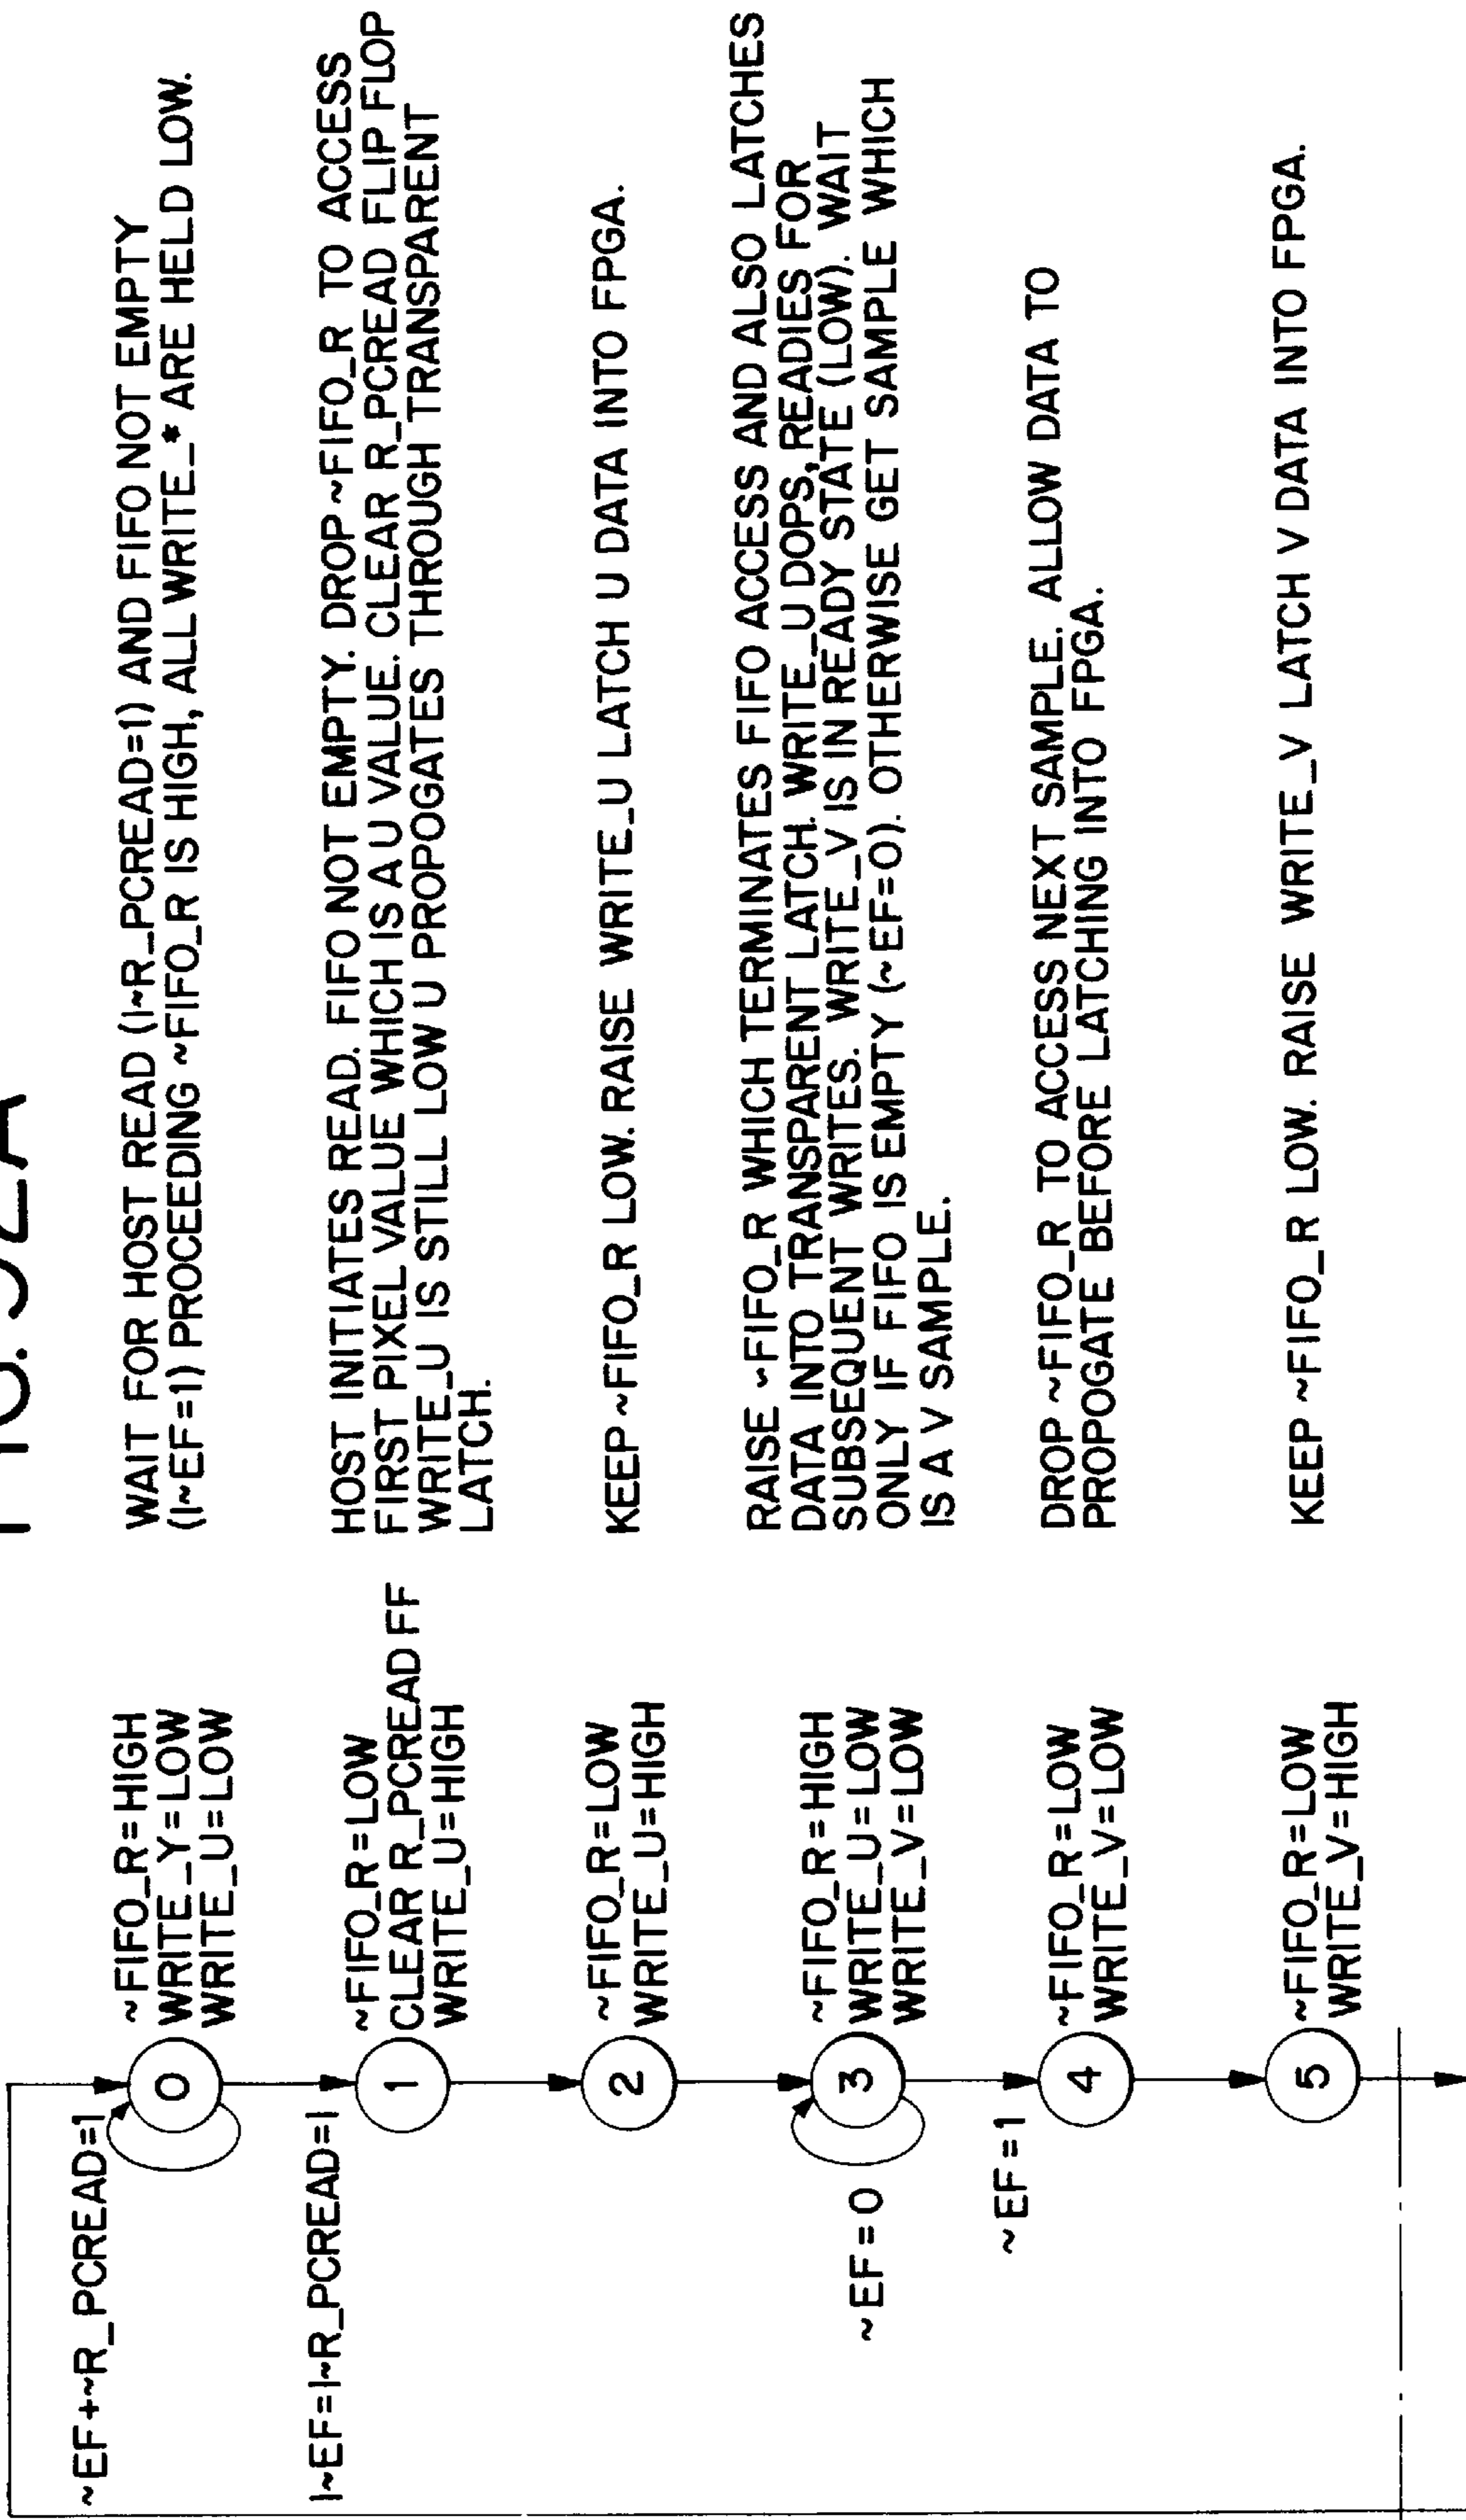 FIG. 92A
~EF+~R_PCREAD=1
0
~FIFO_R=HIGH
WRITE_Y=LOW
WRITE_U=LOW
WAIT FOR HOST READ (I~R_PCREAD=1) AND FIFO NOT EMPTY
(I~EF=1) PROCEEDING ~FIFO_R IS HIGH, ALL WRITE_* ARE HELD LOW.
I~EF=I~R_PCREAD=1
1
~FIFO_R=LOW
CLEAR R_PCREAD FF
WRITE_U=HIGH
HOST INITIATES READ. FIFO NOT EMPTY. DROP ~FIFO_R TO ACCESS
FIRST PIXEL VALUE WHICH IS A U VALUE. CLEAR R_PCREAD FLIP FLOP
WRITE_U IS STILL LOW U PROPOGATES THROUGH TRANSPARENT
LATCH.
2
~FIFO_R=LOW
WRITE_U=HIGH
KEEP ~FIFO_R LOW. RAISE WRITE_U LATCH U DATA INTO FPGA.
~EF=0
3
~FIFO_R=HIGH
WRITE_U=LOW
WRITE_V=LOW
RAISE ~FIFO_R WHICH TERMINATES FIFO ACCESS AND ALSO LATCHES
DATA INTO TRANSPARENT LATCH. WRITE_U DOPS, READIES FOR
SUBSEQUENT WRITES. WRITE_V IS IN READY STATE (LOW). WAIT
ONLY IF FIFO IS EMPTY (~EF=0). OTHERWISE GET SAMPLE WHICH
IS A V SAMPLE.
~EF=1
4
~FIFO_R=LOW
WRITE_V=LOW
DROP ~FIFO_R TO ACCESS NEXT SAMPLE. ALLOW DATA TO
PROPOGATE BEFORE LATCHING INTO FPGA.
5
~FIFO_R=LOW
WRITE_V=HIGH
KEEP ~FIFO_R LOW. RAISE WRITE_V LATCH V DATA INTO FPGA.